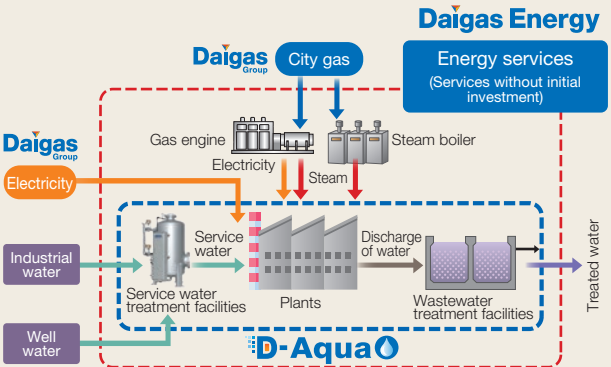 Daigas Energy
Energy services
(Services without initial
investment)
Daigas
Group
City gas
Gas engine
Steam boiler
Electricity
Steam
Daigas
Group
Electricity
Industrial
water
Well
water
Service water
treatment facilities
Service
water
Plants
Discharge
of water
Wastewater
treatment facilities
Treated water
D-Aqua